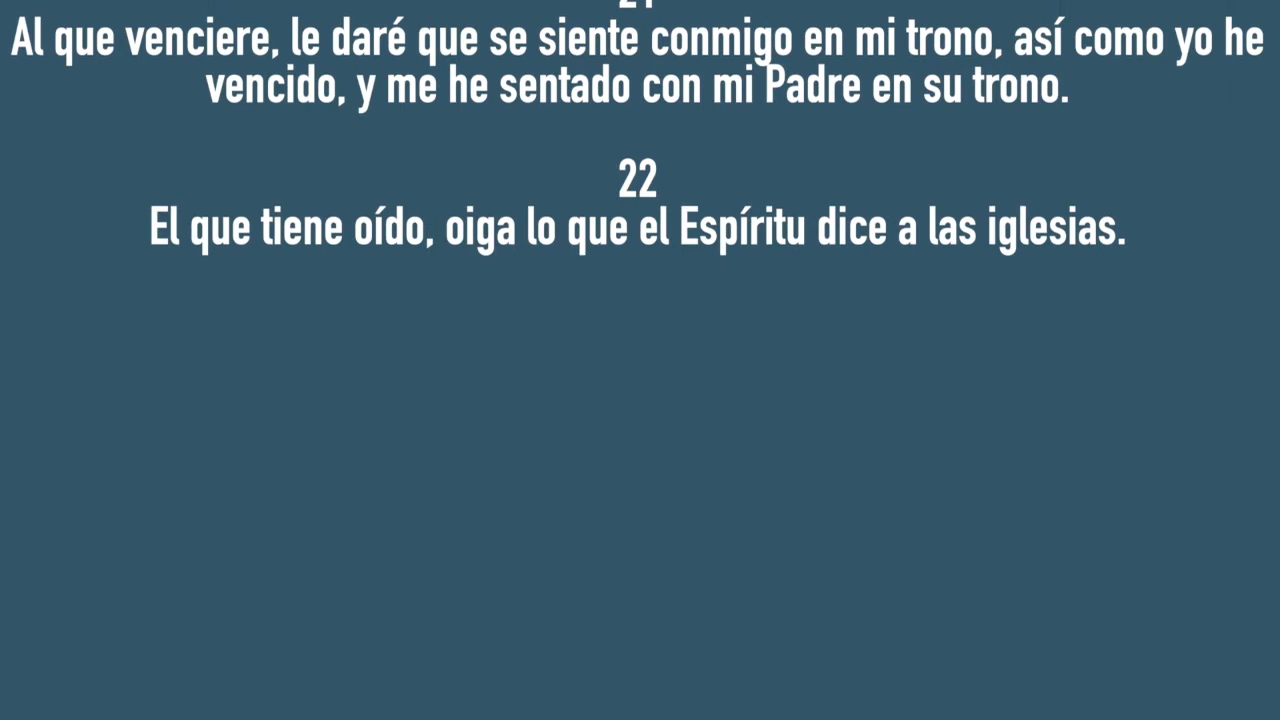 21
Al que venciere, le daré que se siente conmigo en mi trono, así como yo he
vencido, y me he sentado con mi Padre en su trono.
22
El que tiene oído, oiga lo que el Espíritu dice a las iglesias.